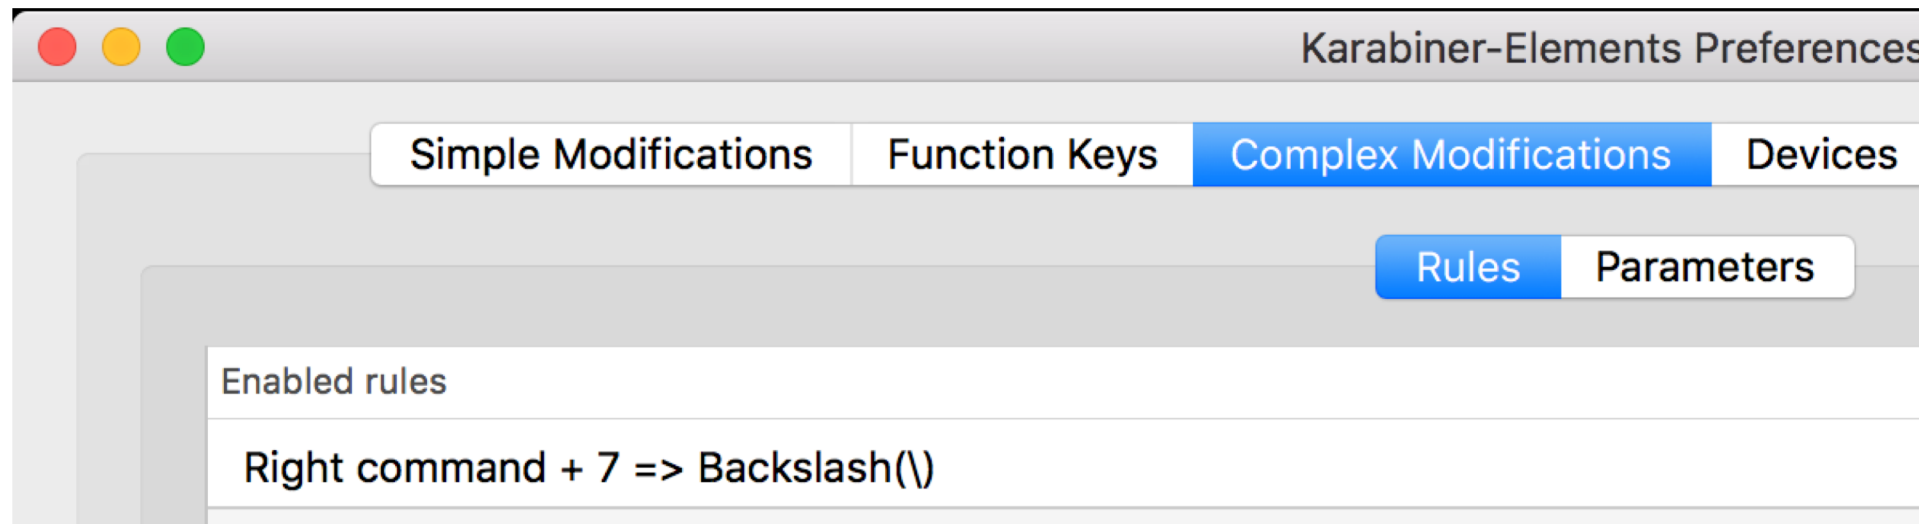 Karabiner-Elements Preferences
Simple Modifications Function Keys Complex Modifications Devices
Rules Parameters
Enabled rules
Right command + 7 => Backslash(\)